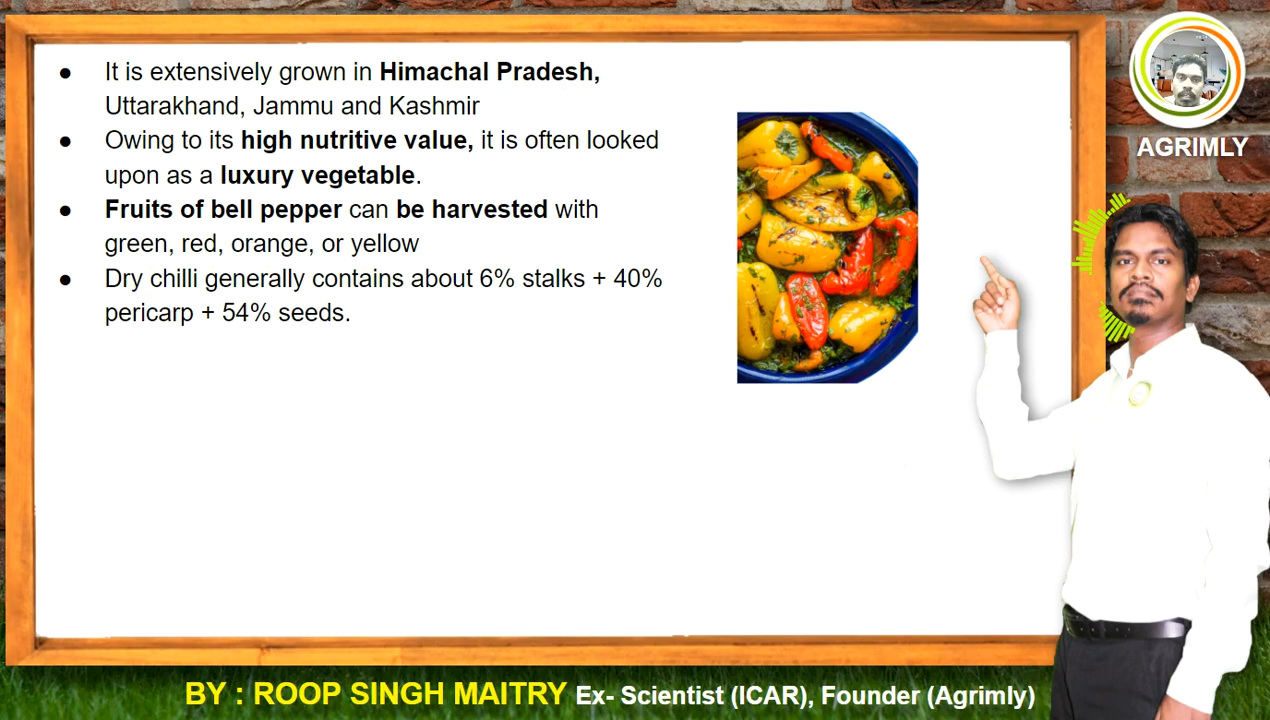 ● It is extensively grown in Himachal Pradesh,
Uttarakhand, Jammu and Kashmir
● Owing to its high nutritive value, it is often looked
upon as a luxury vegetable.
● Fruits of bell pepper can be harvested with
green, red, orange, or yellow
● Dry chilli generally contains about 6% stalks + 40%
pericarp + 54% seeds.
AGRIMLY
BY : ROOP SINGH MAITRY Ex- Scientist (ICAR), Founder (Agrimly)